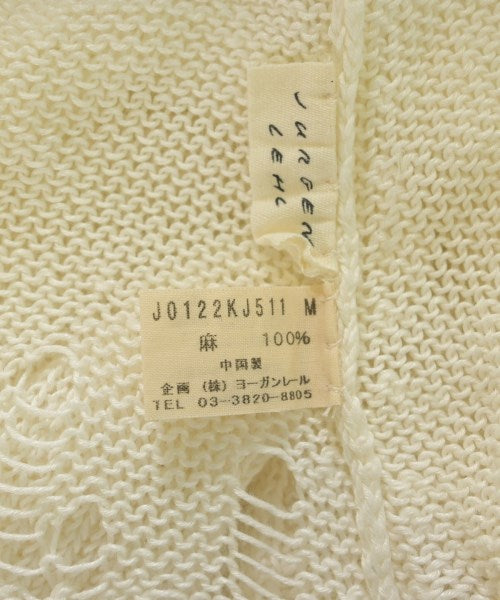 JURGEN
LEHL
J0122KJ511 M
麻 100%
中国製
企画 (株) ヨーガンレール
TEL 03-3820-8805